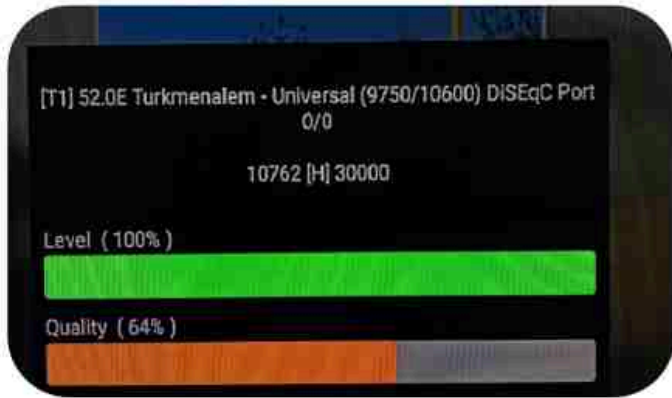 [T1] 52.0E Turkmenalem - Universal (9750/10600) DiSEqC Port
0/0
10762 [H] 30000
Level ( 100% )
Quality ( 64% )